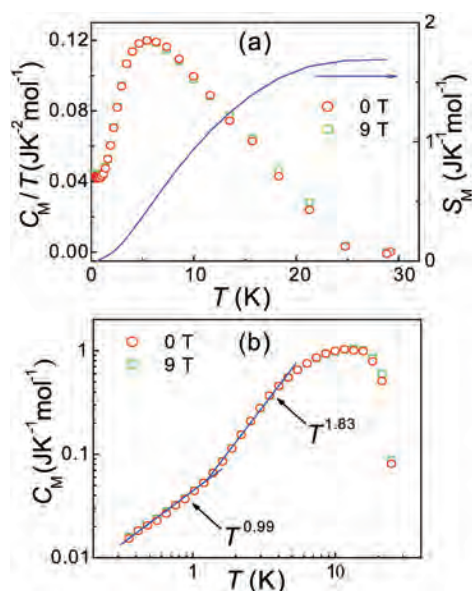 (a)
0.12
0.08
0.04
0.00
C_M/T (JK⁻²mol⁻¹)
0 T
9 T
2
1
0
S_M (JK⁻¹mol⁻¹)
0 10 20 30
T (K)
(b)
0 T
9 T
1
0.1
0.01
C_M (JK⁻¹mol⁻¹)
T¹·⁸³
T⁰·⁹⁹
1 10
T (K)